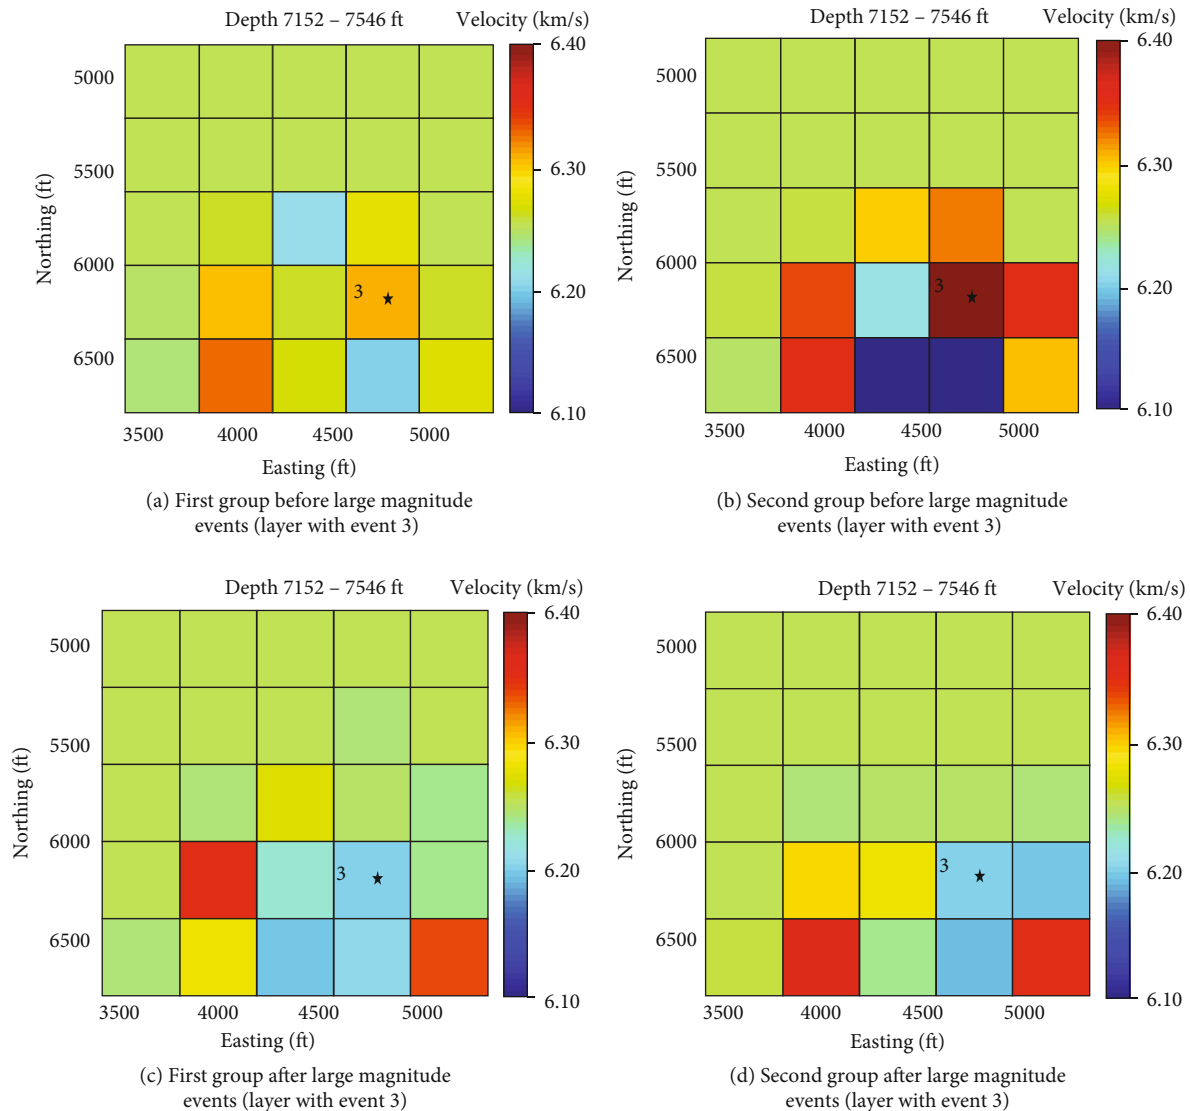 Depth 7152 – 7546 ft
Velocity (km/s)
6.40
6.30
6.20
6.10
5000
5500
6000
6500
Northing (ft)
3
3500 4000 4500 5000
Easting (ft)
(a) First group before large magnitude
events (layer with event 3)
Depth 7152 – 7546 ft
Velocity (km/s)
6.40
6.30
6.20
6.10
5000
5500
6000
6500
Northing (ft)
3
3500 4000 4500 5000
Easting (ft)
(b) Second group before large magnitude
events (layer with event 3)
Depth 7152 – 7546 ft
Velocity (km/s)
6.40
6.30
6.20
6.10
5000
5500
6000
6500
Northing (ft)
3
3500 4000 4500 5000
Easting (ft)
(c) First group after large magnitude
events (layer with event 3)
Depth 7152 – 7546 ft
Velocity (km/s)
6.40
6.30
6.20
6.10
5000
5500
6000
6500
Northing (ft)
3
3500 4000 4500 5000
Easting (ft)
(d) Second group after large magnitude
events (layer with event 3)